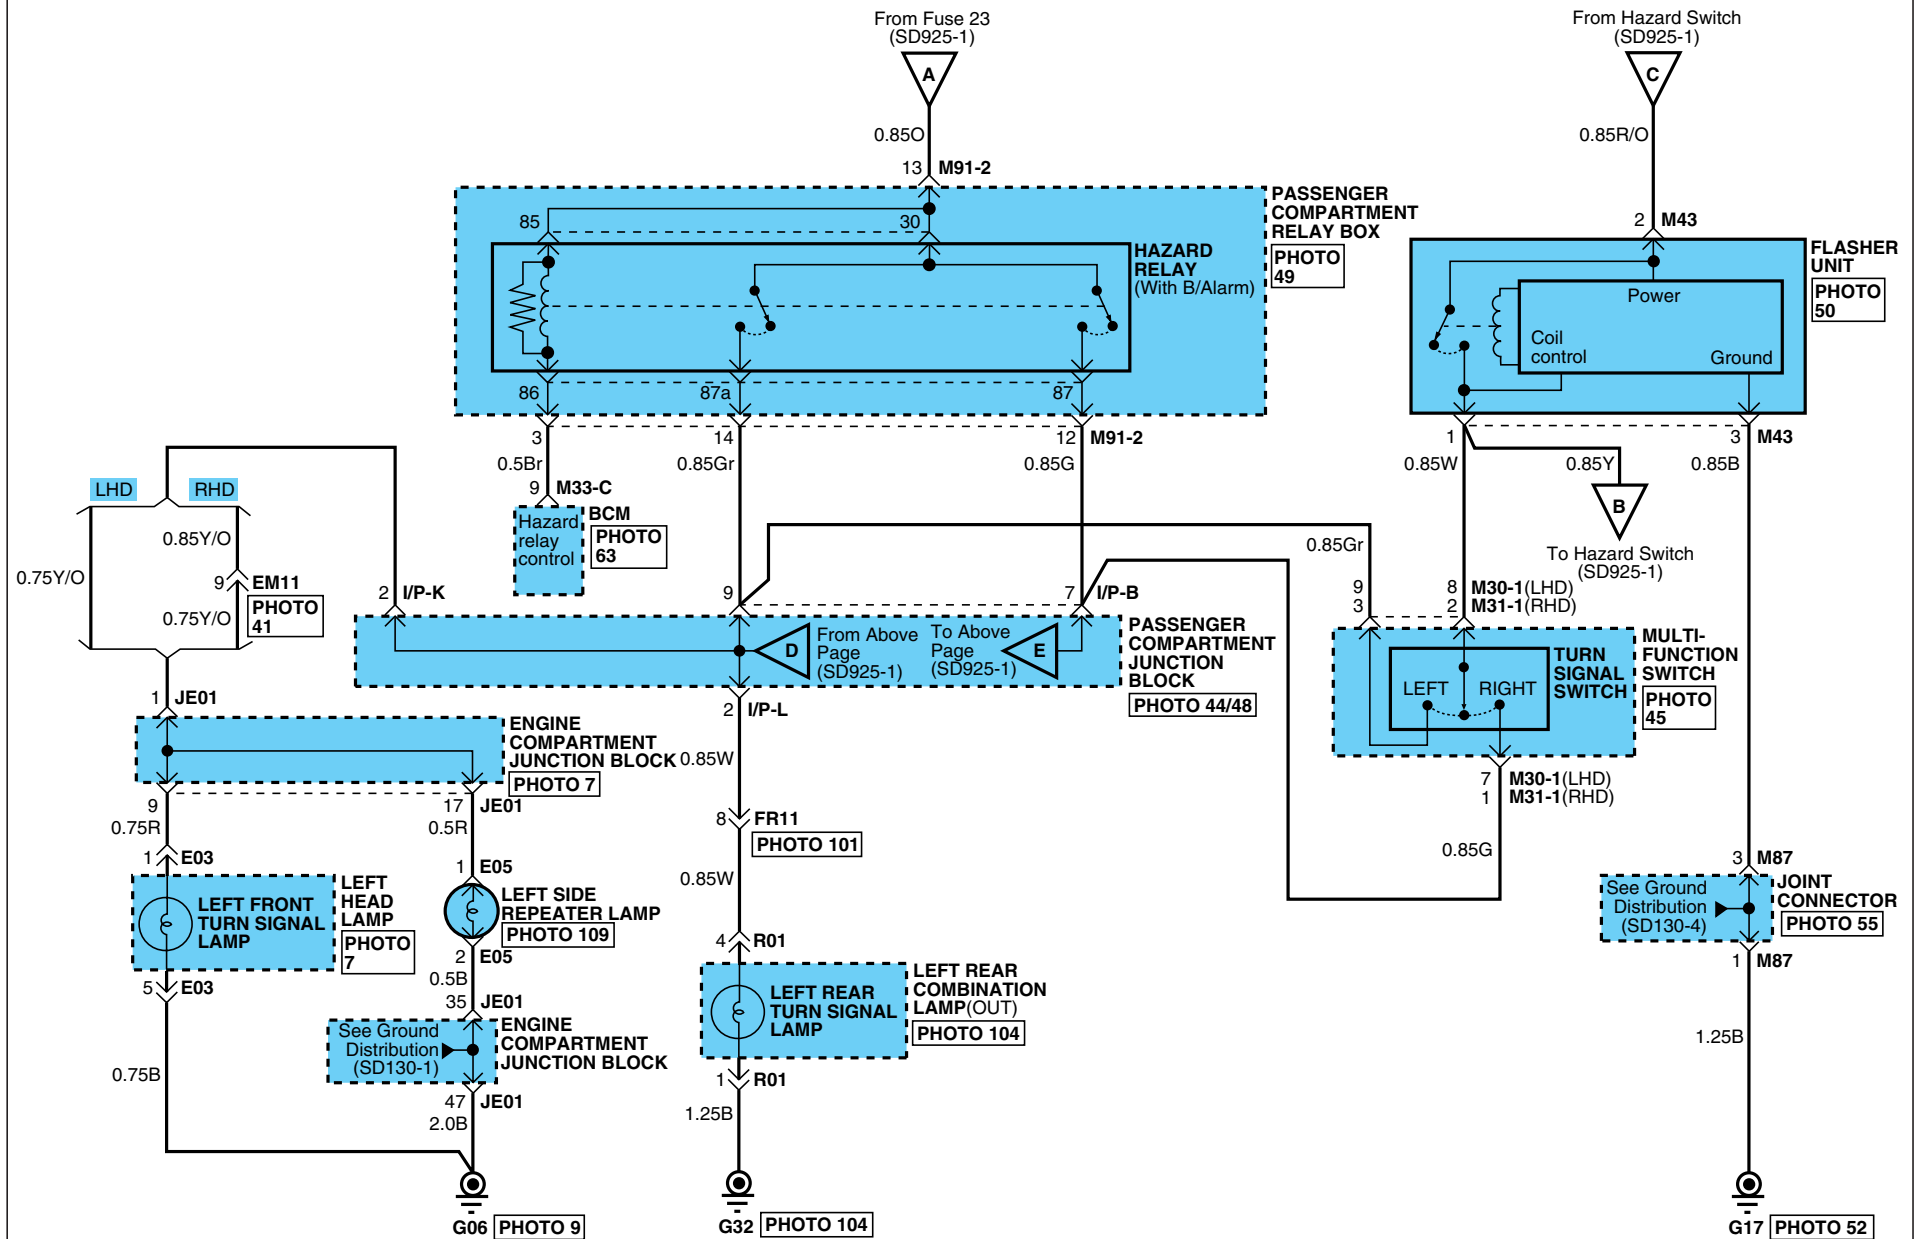 From Fuse 23
(SD925-1)
A
0.85O
13 M91-2
From Hazard Switch
(SD925-1)
C
0.85R/O
2 M43
PASSENGER
COMPARTMENT
RELAY BOX
PHOTO
49
85
30
HAZARD
RELAY
(With B/Alarm)
86
87a
87
FLASHER
UNIT
PHOTO
50
Power
Coil
control
Ground
3
14
12 M91-2
0.5Br
0.85Gr
0.85G
1
3 M43
0.85W
0.85Y
0.85B
B
To Hazard Switch
(SD925-1)
9 M33-C
Hazard
relay
control
BCM
PHOTO
63
LHD
RHD
0.75Y/O
0.85Y/O
9 EM11
PHOTO
41
0.75Y/O
2 I/P-K
9
7 I/P-B
0.85Gr
9
3
8 M30-1(LHD)
2 M31-1(RHD)
D
From Above
Page
(SD925-1)
To Above
Page
(SD925-1)
E
PASSENGER
COMPARTMENT
JUNCTION
BLOCK
PHOTO 44/48
TURN
SIGNAL
SWITCH
LEFT
RIGHT
MULTI-
FUNCTION
SWITCH
PHOTO
45
7 M30-1(LHD)
1 M31-1(RHD)
0.85G
1 JE01
ENGINE
COMPARTMENT
JUNCTION BLOCK
PHOTO 7
2 I/P-L
0.85W
9
17 JE01
0.75R
0.5R
8 FR11
PHOTO 101
0.85W
1 E03
1 E05
LEFT FRONT
TURN SIGNAL
LAMP
LEFT
HEAD
LAMP
PHOTO
7
LEFT SIDE
REPEATER LAMP
PHOTO 109
5 E03
2 E05
0.5B
35 JE01
See Ground
Distribution
(SD130-1)
ENGINE
COMPARTMENT
JUNCTION BLOCK
0.75B
47 JE01
2.0B
G06 PHOTO 9
4 R01
LEFT REAR
TURN SIGNAL
LAMP
LEFT REAR
COMBINATION
LAMP(OUT)
PHOTO 104
1 R01
1.25B
G32 PHOTO 104
3 M87
See Ground
Distribution
(SD130-4)
JOINT
CONNECTOR
PHOTO 55
1 M87
1.25B
G17 PHOTO 52